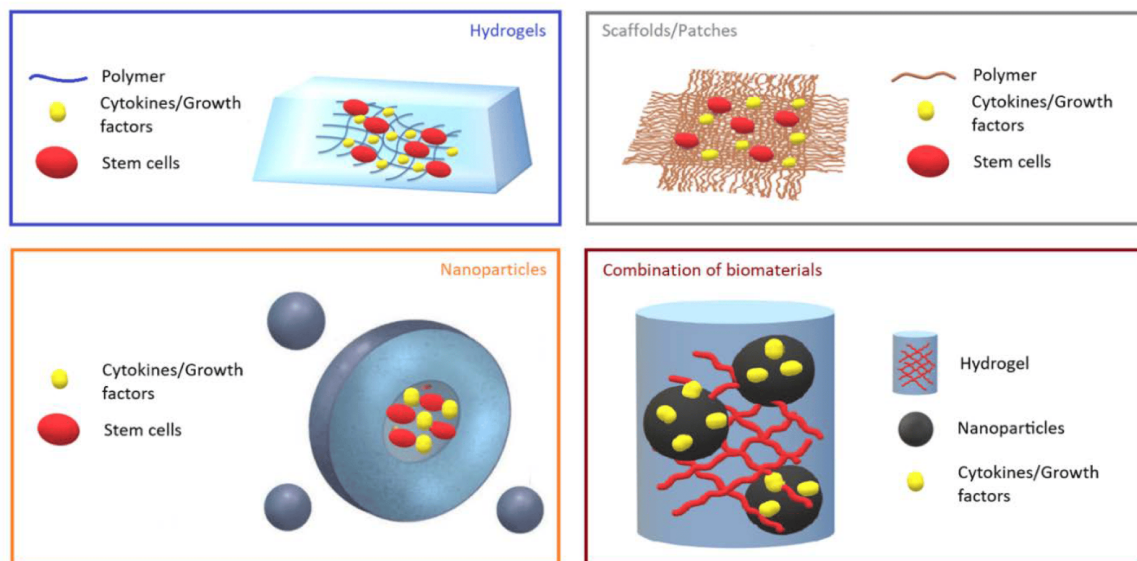 Hydrogels
Polymer
Cytokines/Growth
factors
Stem cells
Scaffolds/Patches
Polymer
Cytokines/Growth
factors
Stem cells
Nanoparticles
Cytokines/Growth
factors
Stem cells
Combination of biomaterials
Hydrogel
Nanoparticles
Cytokines/Growth
factors